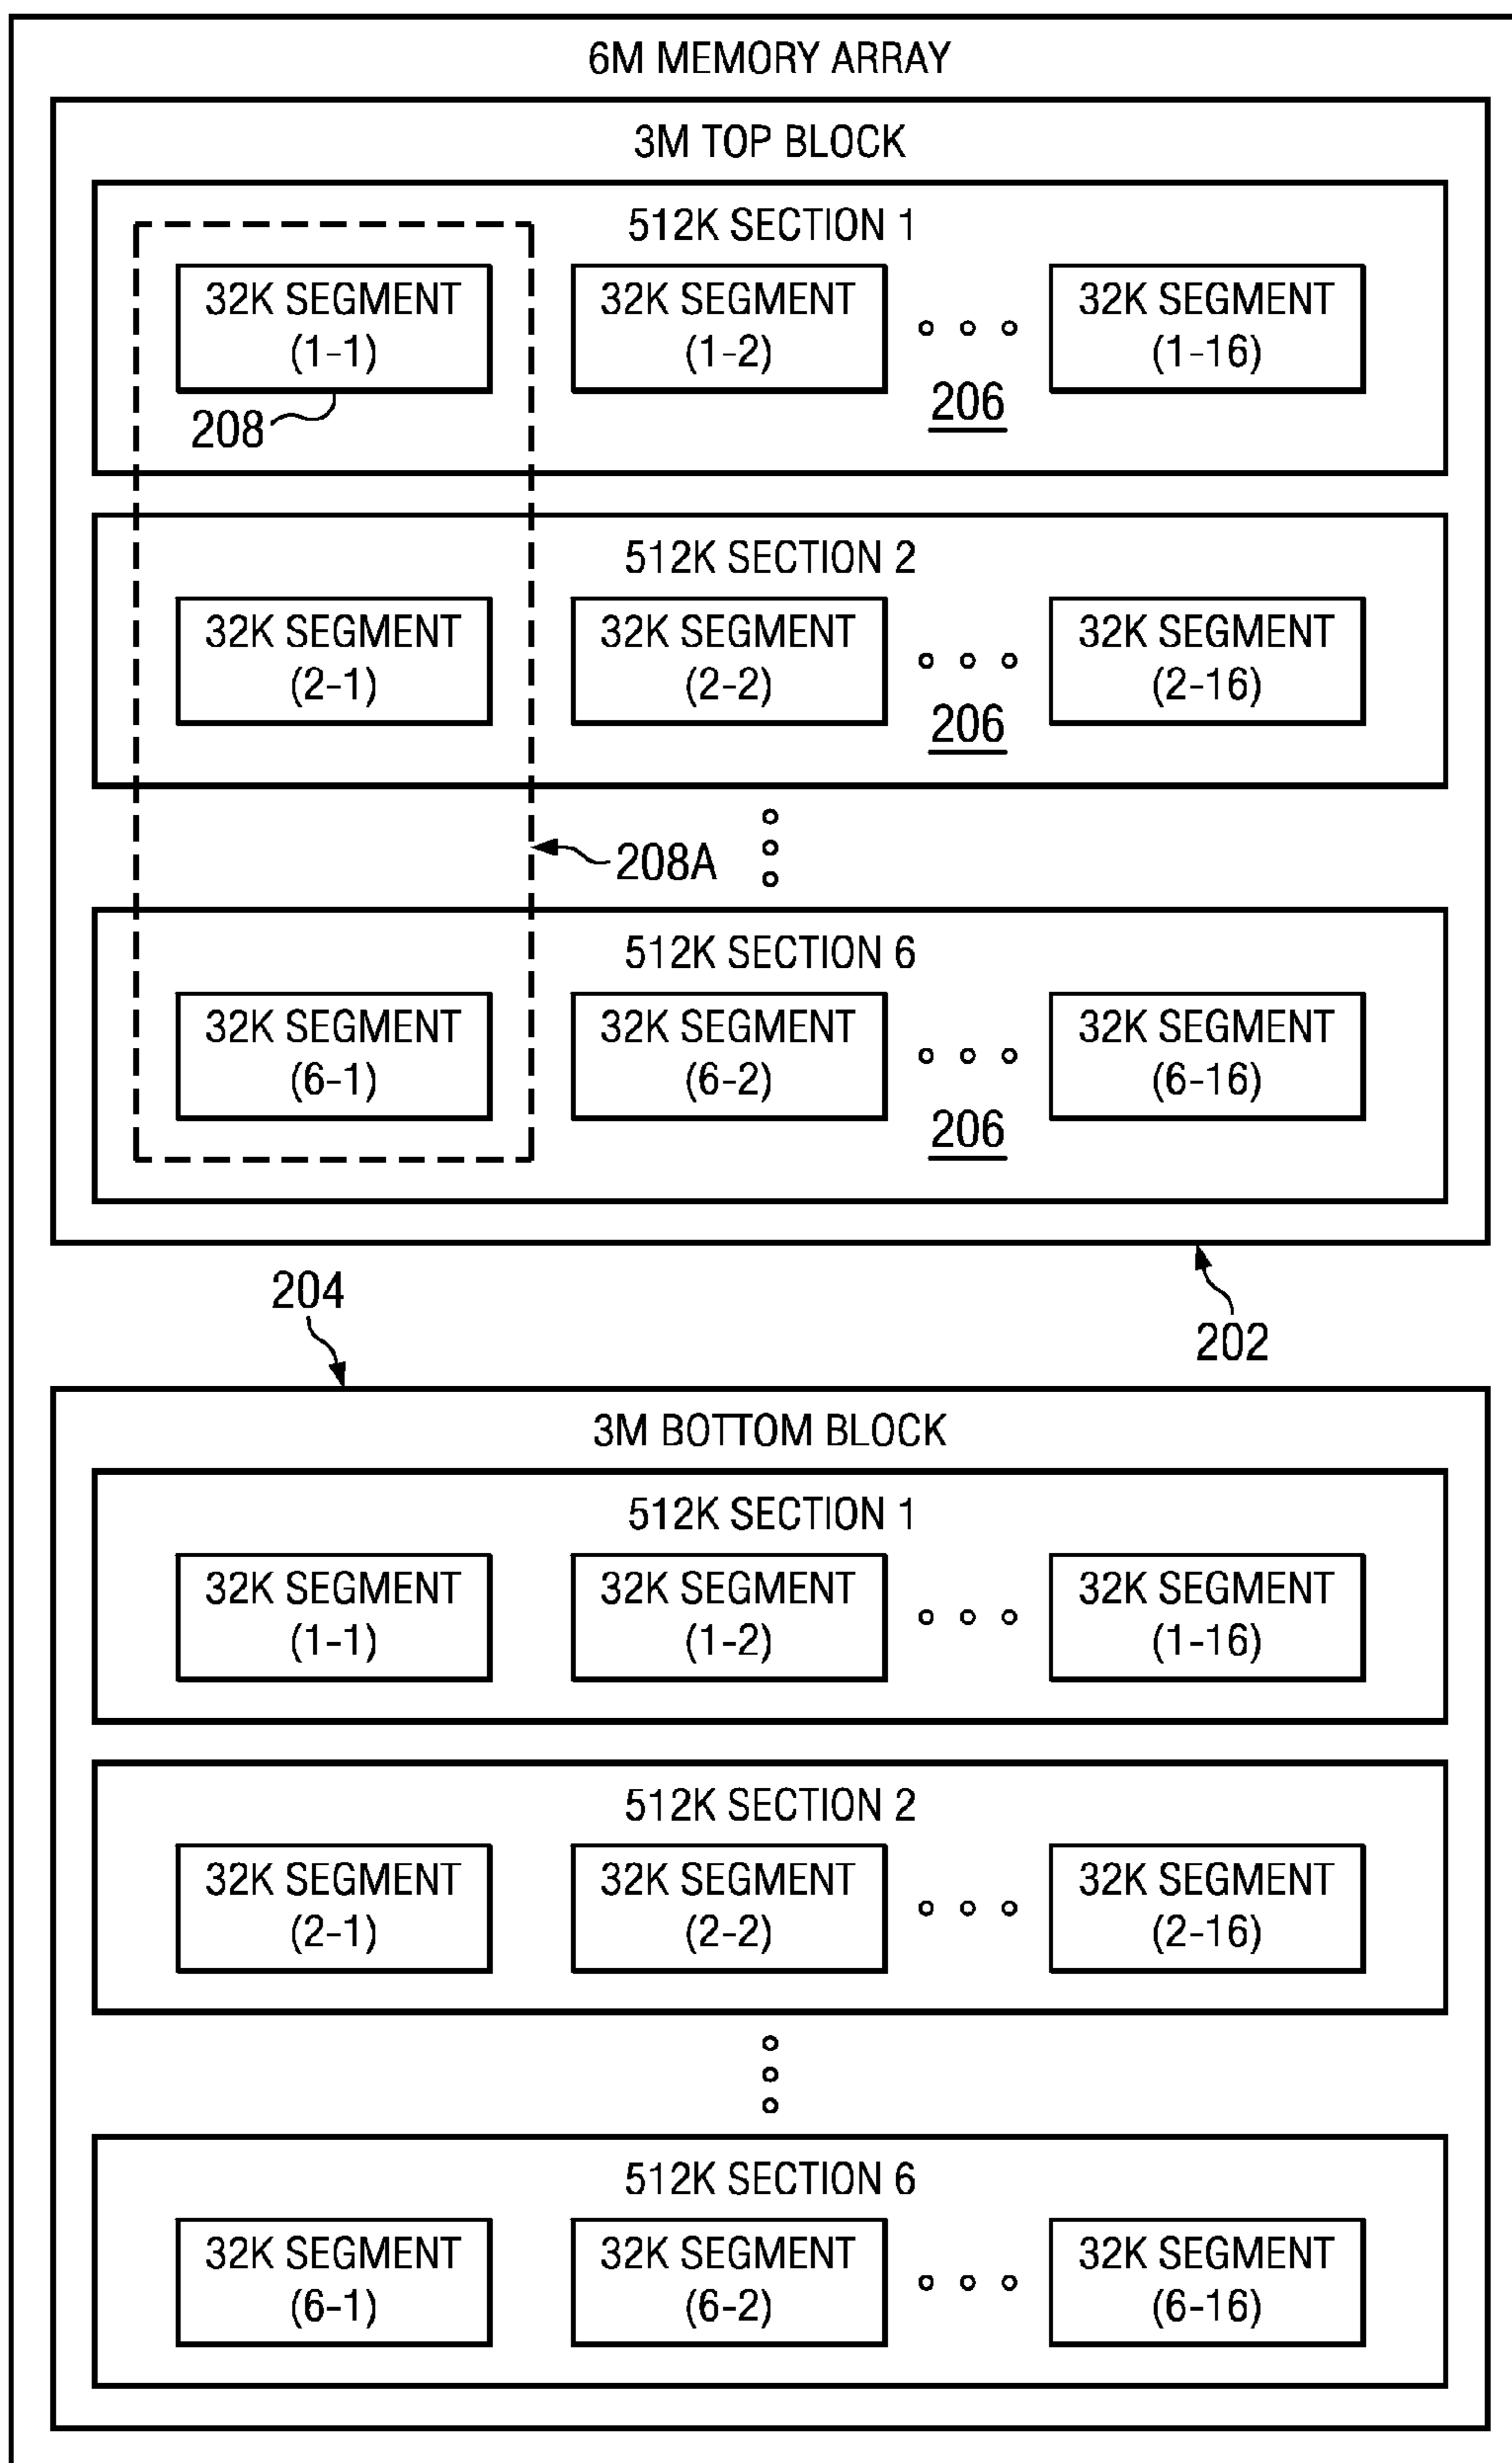 6M MEMORY ARRAY
3M TOP BLOCK
512K SECTION 1
32K SEGMENT
(1-1)
32K SEGMENT
(1-2)
32K SEGMENT
(1-16)
208
206
512K SECTION 2
32K SEGMENT
(2-1)
32K SEGMENT
(2-2)
32K SEGMENT
(2-16)
206
208A
512K SECTION 6
32K SEGMENT
(6-1)
32K SEGMENT
(6-2)
32K SEGMENT
(6-16)
206
204
202
3M BOTTOM BLOCK
512K SECTION 1
32K SEGMENT
(1-1)
32K SEGMENT
(1-2)
32K SEGMENT
(1-16)
512K SECTION 2
32K SEGMENT
(2-1)
32K SEGMENT
(2-2)
32K SEGMENT
(2-16)
512K SECTION 6
32K SEGMENT
(6-1)
32K SEGMENT
(6-2)
32K SEGMENT
(6-16)